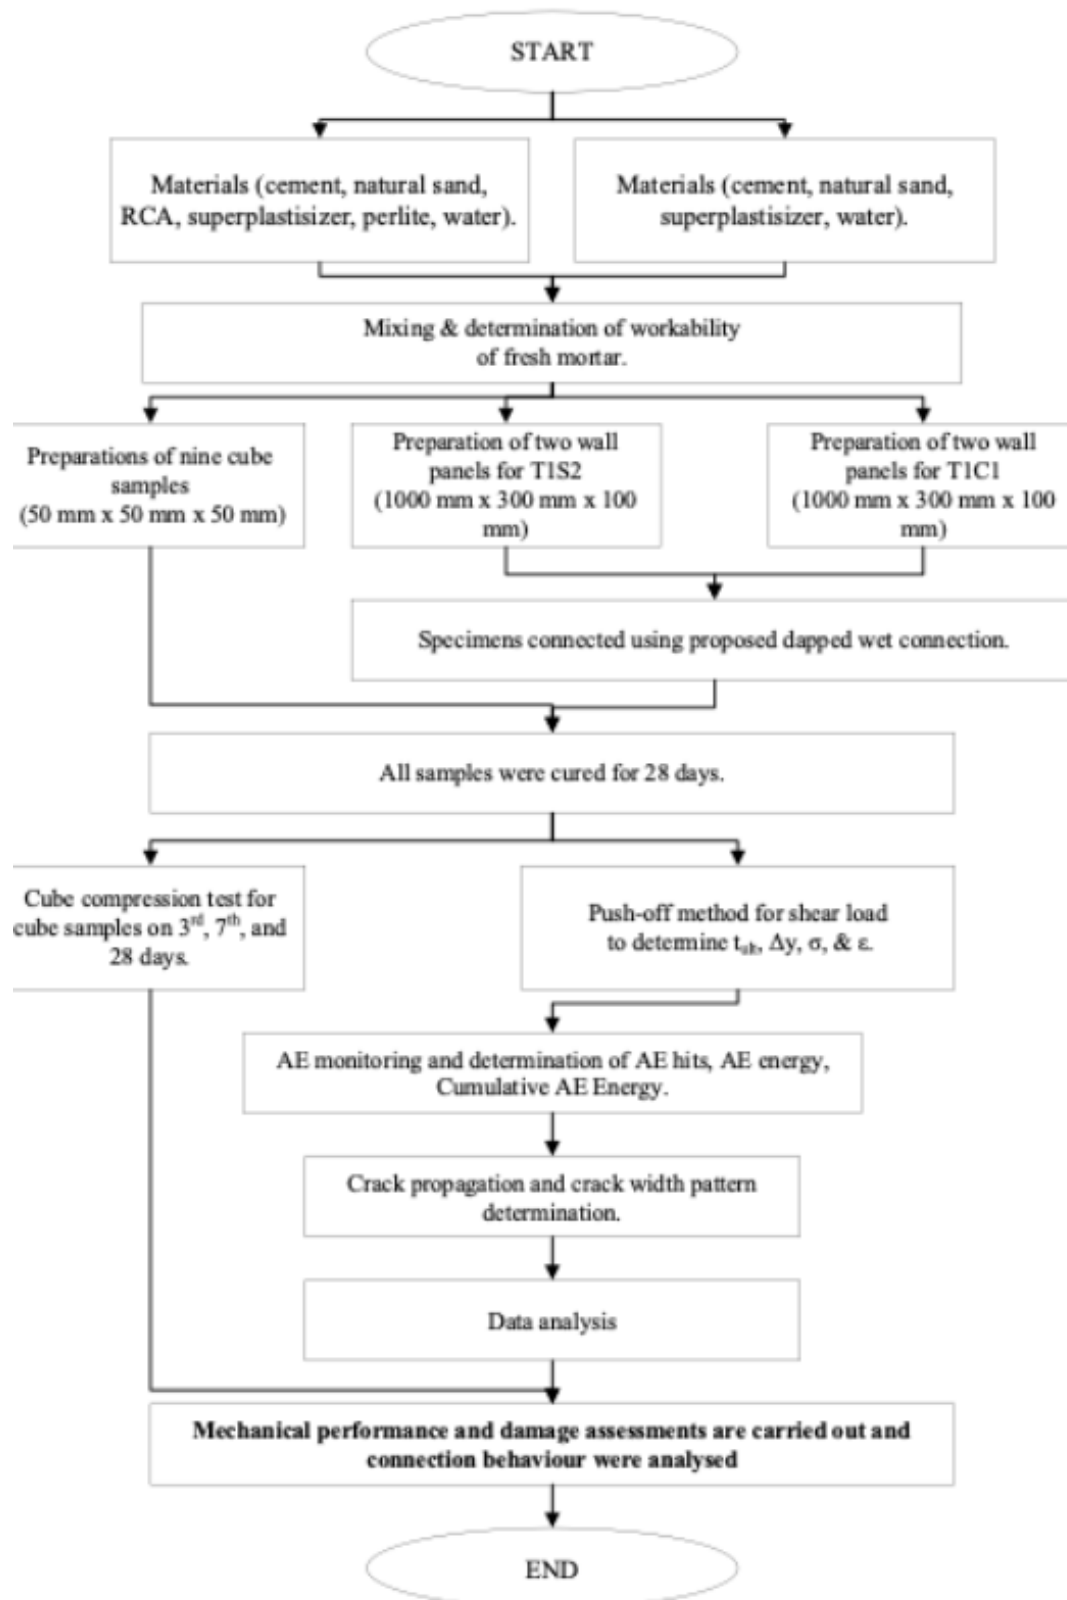 START
Materials (cement, natural sand,
RCA, superplastisizer, perlite, water).
Materials (cement, natural sand,
superplastisizer, water).
Mixing & determination of workability
of fresh mortar.
Preparations of nine cube
samples
(50 mm x 50 mm x 50 mm)
Preparation of two wall
panels for T1S2
(1000 mm x 300 mm x 100
mm)
Preparation of two wall
panels for T1C1
(1000 mm x 300 mm x 100
mm)
Specimens connected using proposed dapped wet connection.
All samples were cured for 28 days.
Cube compression test for
cube samples on 3rd, 7th, and
28 days.
Push-off method for shear load
to determine tult, Δy, σ, & ε.
AE monitoring and determination of AE hits, AE energy,
Cumulative AE Energy.
Crack propagation and crack width pattern
determination.
Data analysis
Mechanical performance and damage assessments are carried out and
connection behaviour were analysed
END